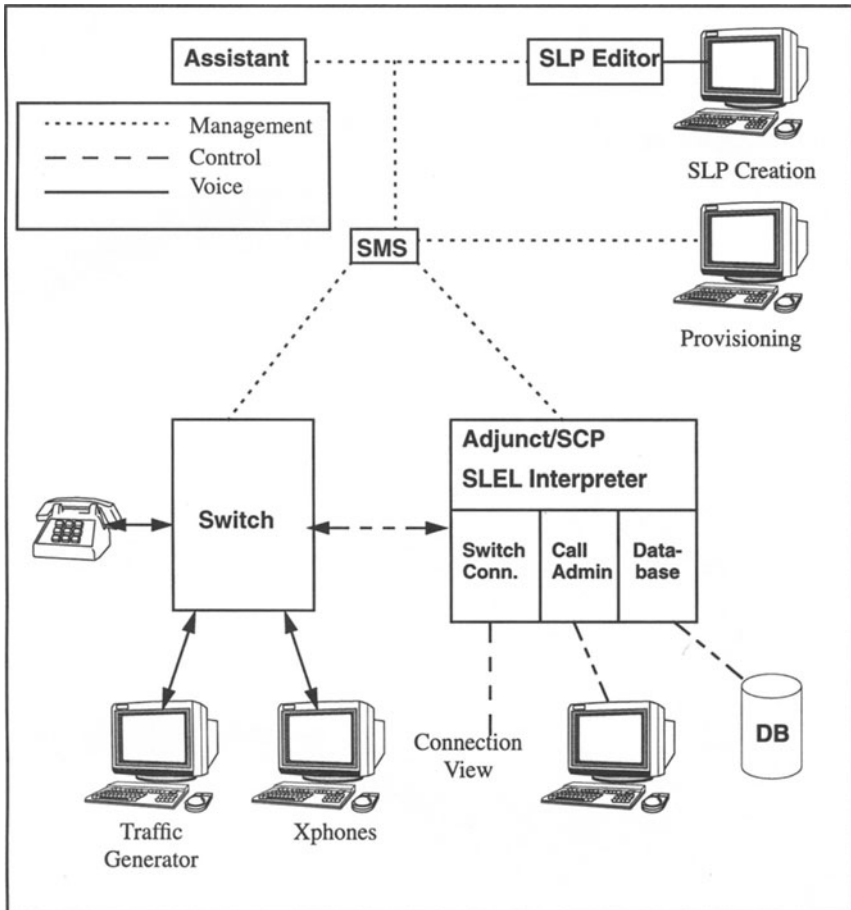 Assistant
SLP Editor
Management
Control
Voice
SLP Creation
SMS
Provisioning
Adjunct/SCP
SLEL Interpreter
Switch
Switch
Conn.
Call
Admin
Data-
base
Connection
View
DB
Traffic
Generator
Xphones